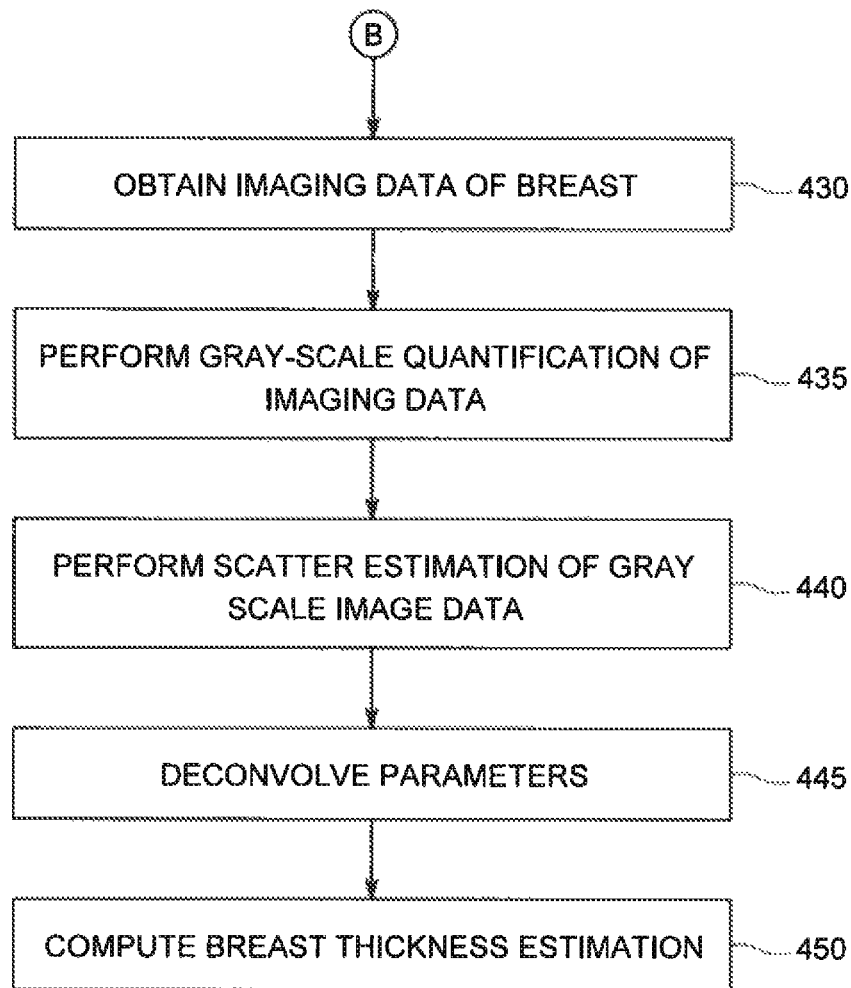 B
OBTAIN IMAGING DATA OF BREAST
430
PERFORM GRAY-SCALE QUANTIFICATION OF
IMAGING DATA
435
PERFORM SCATTER ESTIMATION OF GRAY
SCALE IMAGE DATA
440
DECONVOLVE PARAMETERS
445
COMPUTE BREAST THICKNESS ESTIMATION
450